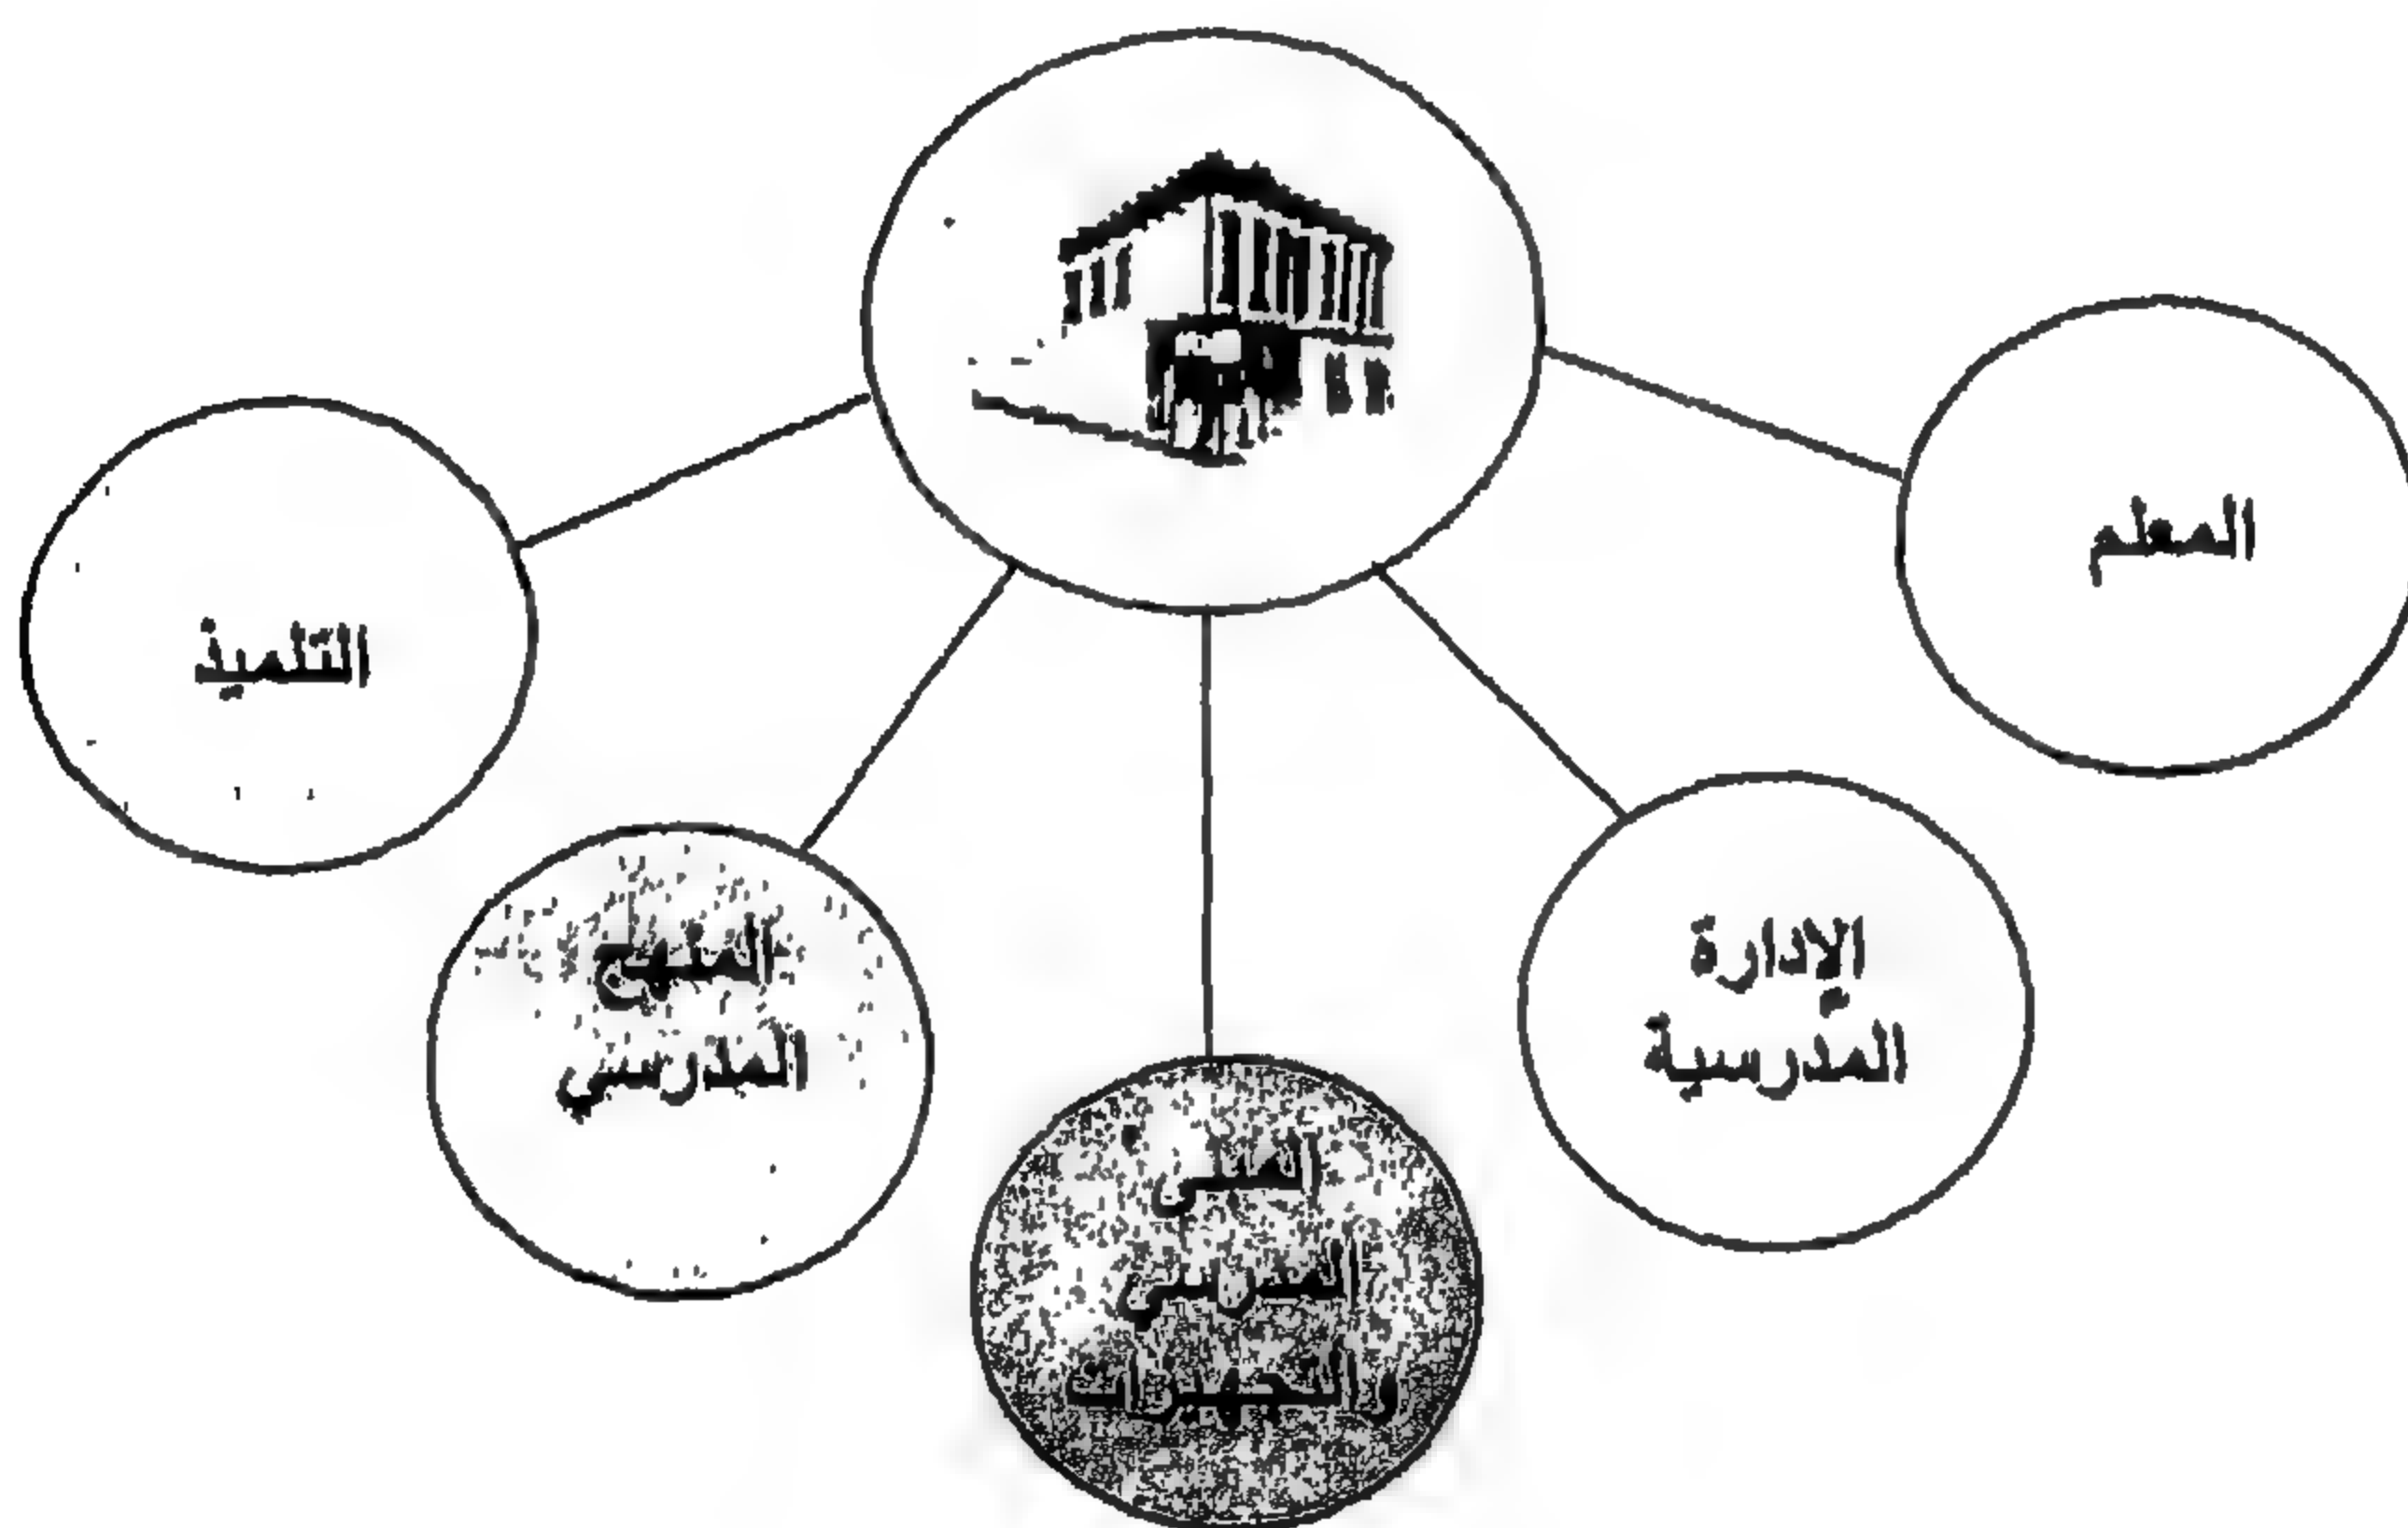 المعلم
الإدارة
المدرسية
المبنى
المدرسي
والتجهيزات
المنهج
المدرسي
التلميذ